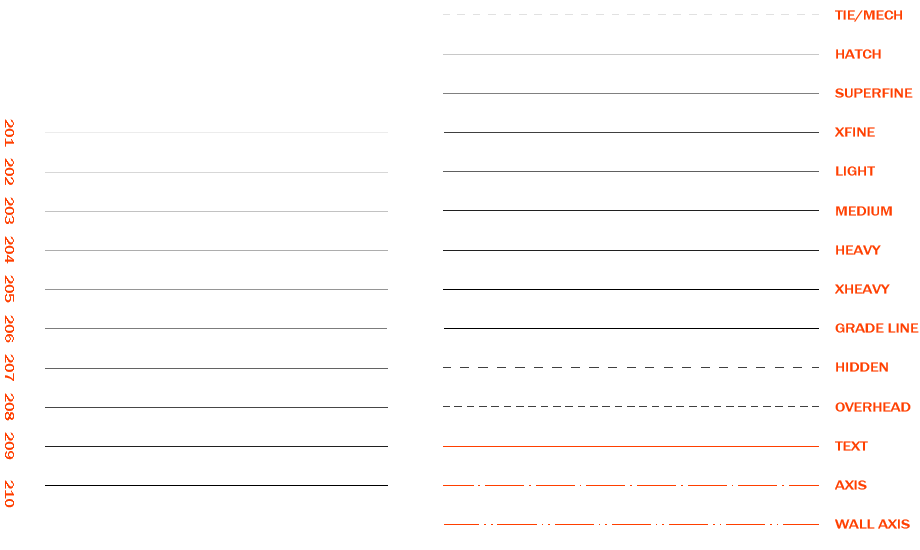 TIE/MECH
HATCH
SUPERFINE
201
XFINE
202
LIGHT
203
MEDIUM
204
HEAVY
205
XHEAVY
206
GRADE LINE
207
HIDDEN
208
OVERHEAD
209
TEXT
210
AXIS
WALL AXIS